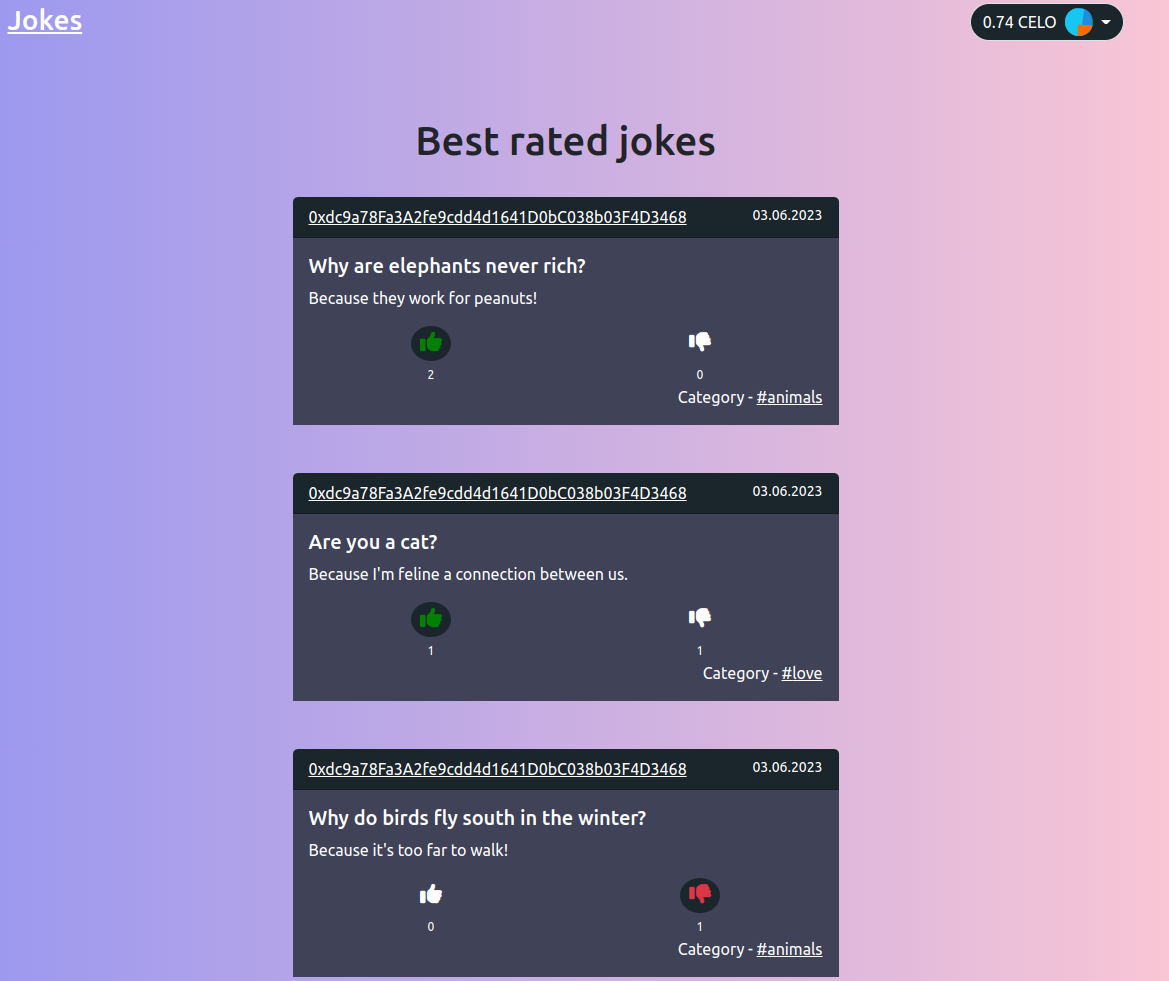 Jokes
0.74 CELO
Best rated jokes
0xdc9a78Fa3A2fe9cdd4d1641D0bC038b03F4D3468 03.06.2023
Why are elephants never rich?
Because they work for peanuts!
2 0
Category - #animals
0xdc9a78Fa3A2fe9cdd4d1641D0bC038b03F4D3468 03.06.2023
Are you a cat?
Because I'm feline a connection between us.
1 1
Category - #love
0xdc9a78Fa3A2fe9cdd4d1641D0bC038b03F4D3468 03.06.2023
Why do birds fly south in the winter?
Because it's too far to walk!
0 1
Category - #animals